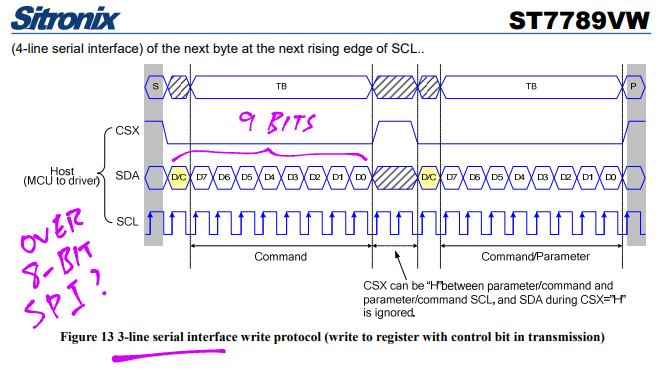 Sitronix
ST7789VW
(4-line serial interface) of the next byte at the next rising edge of SCL..
S
TB
TB
P
9 BITS
CSX
Host
(MCU to driver)
SDA
D/C D7 D6 D5 D4 D3 D2 D1 D0
D/C D7 D6 D5 D4 D3 D2 D1 D0
SCL
OVER
8-BIT
SPI?
Command
Command/Parameter
CSX can be "H"between parameter/command and
parameter/command SCL, and SDA during CSX="H"
is ignored.
Figure 13 3-line serial interface write protocol (write to register with control bit in transmission)